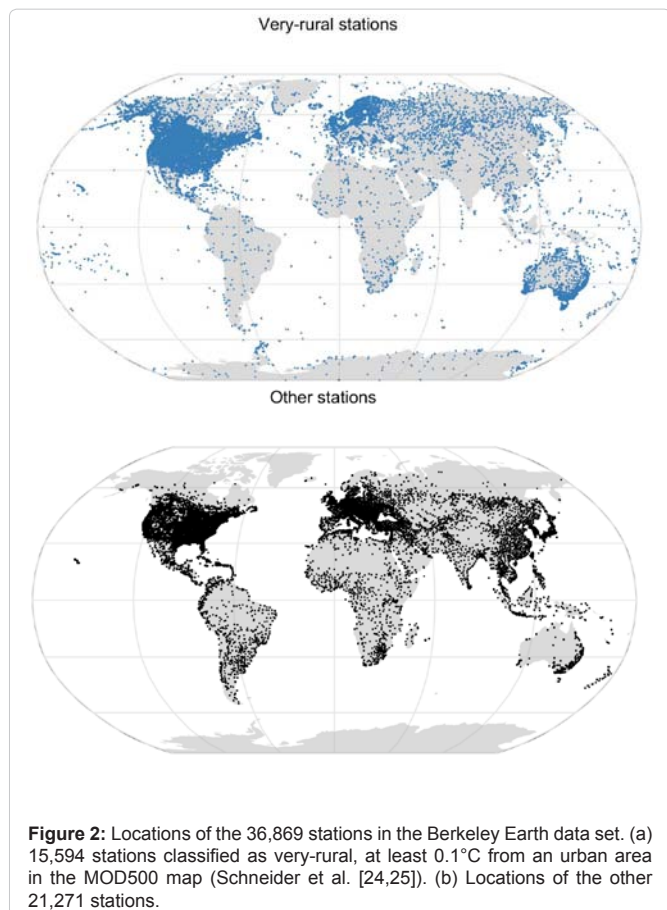 Very-rural stations
Other stations
Figure 2: Locations of the 36,869 stations in the Berkeley Earth data set. (a)
15,594 stations classified as very-rural, at least 0.1°C from an urban area
in the MOD500 map (Schneider et al. [24,25]). (b) Locations of the other
21,271 stations.